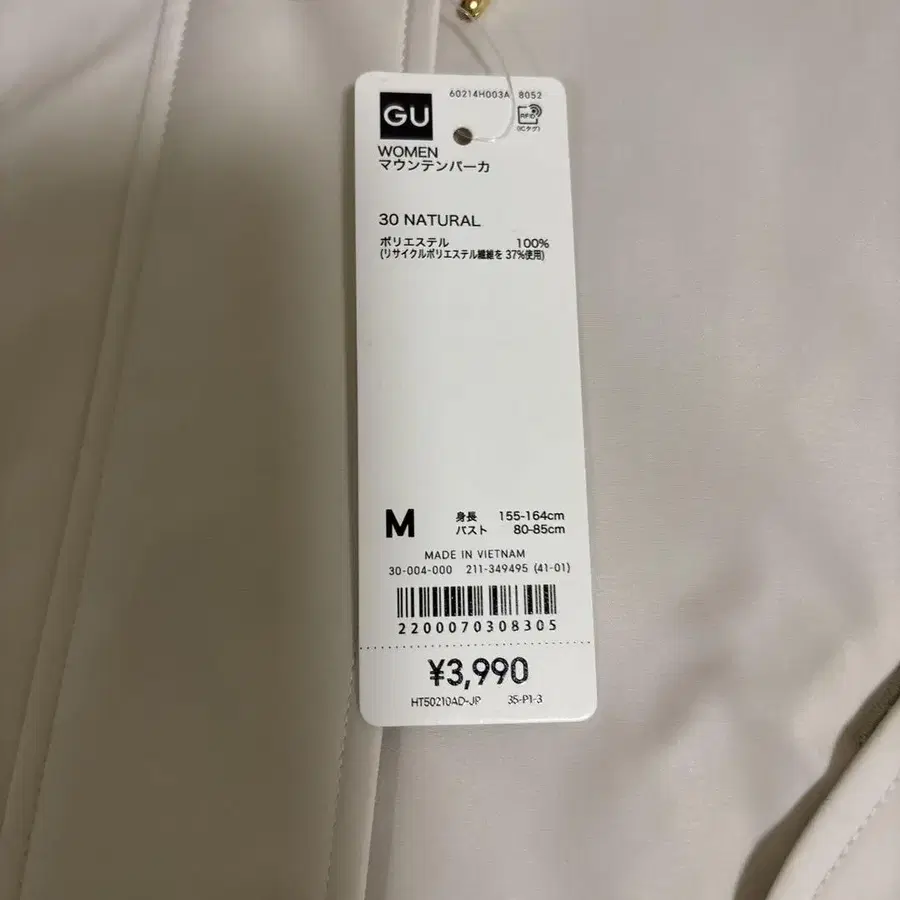 60214H003A 8052
GU
RFID
(ICタグ)
WOMEN
マウンテンパーカ
30 NATURAL
ポリエステル 100%
(リサイクルポリエステル繊維を 37%使用)
M
身長 155-164cm
バスト 80-85cm
MADE IN VIETNAM
30-004-000 211-349495 (41-01)
2200070308305
¥3,990
HT50210AD-JP 35-P1-3